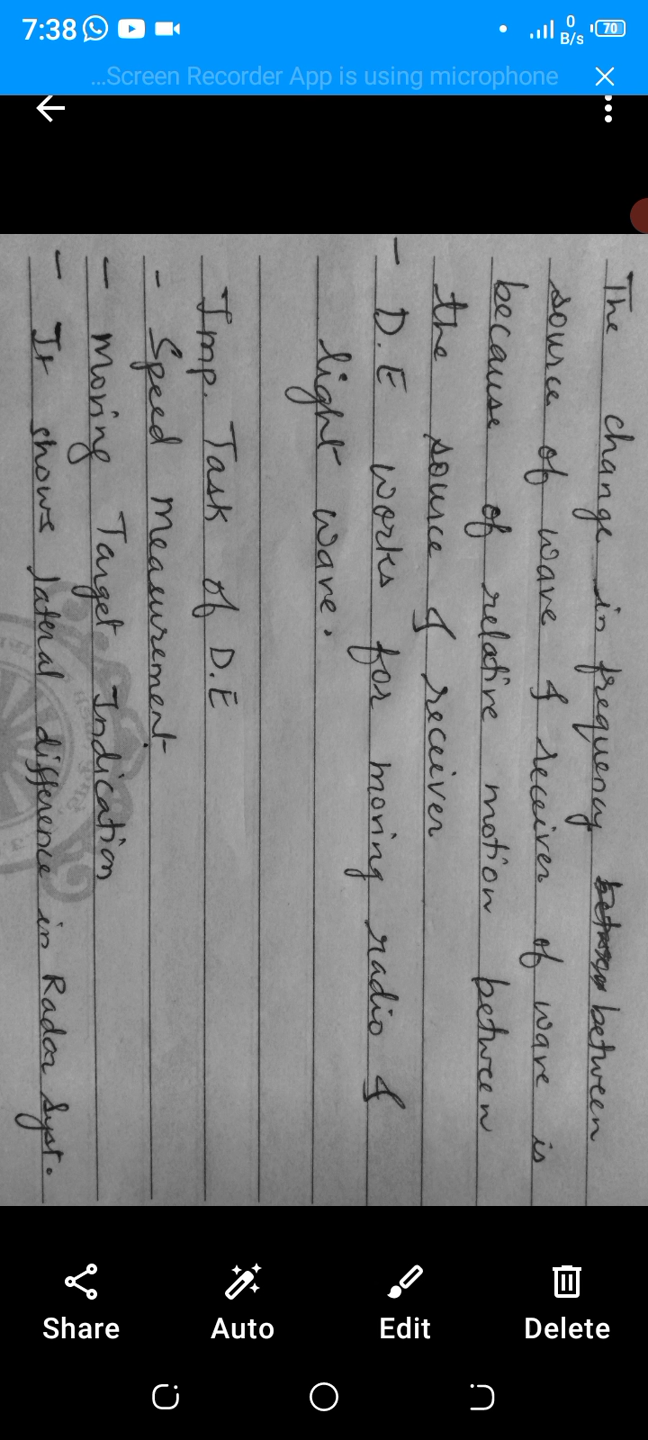 7:38
0
B/s
70
...Screen Recorder App is using microphone
The change in frequency between
source of wave & receiver of wave is
because of relative motion between
the source & receiver
- D.E works for moving radio &
light wave.
Imp. Task of D.E
- Speed Measurement
- Moving Target Indication
- It shows lateral difference in Radar Syst.
Share
Auto
Edit
Delete